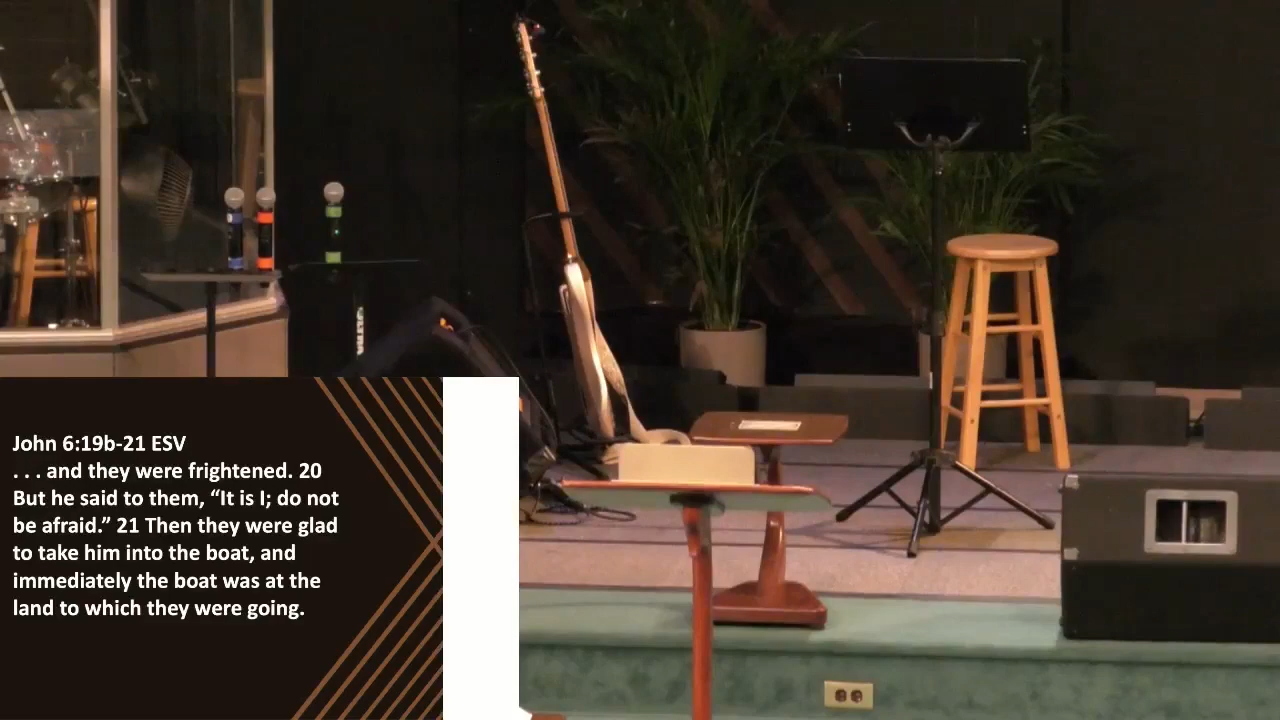 John 6:19b-21 ESV
. . . and they were frightened. 20
But he said to them, “It is I; do not
be afraid.” 21 Then they were glad
to take him into the boat, and
immediately the boat was at the
land to which they were going.